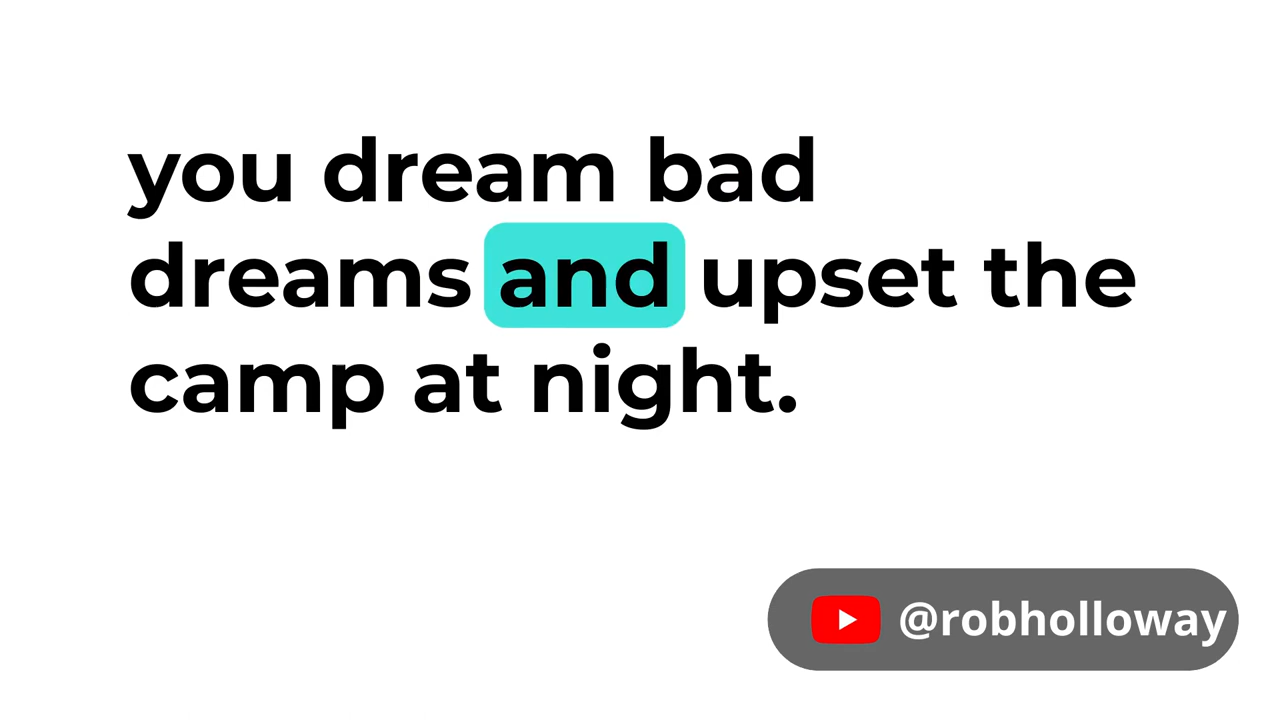 you dream bad
dreams and upset the
camp at night.
@robholloway